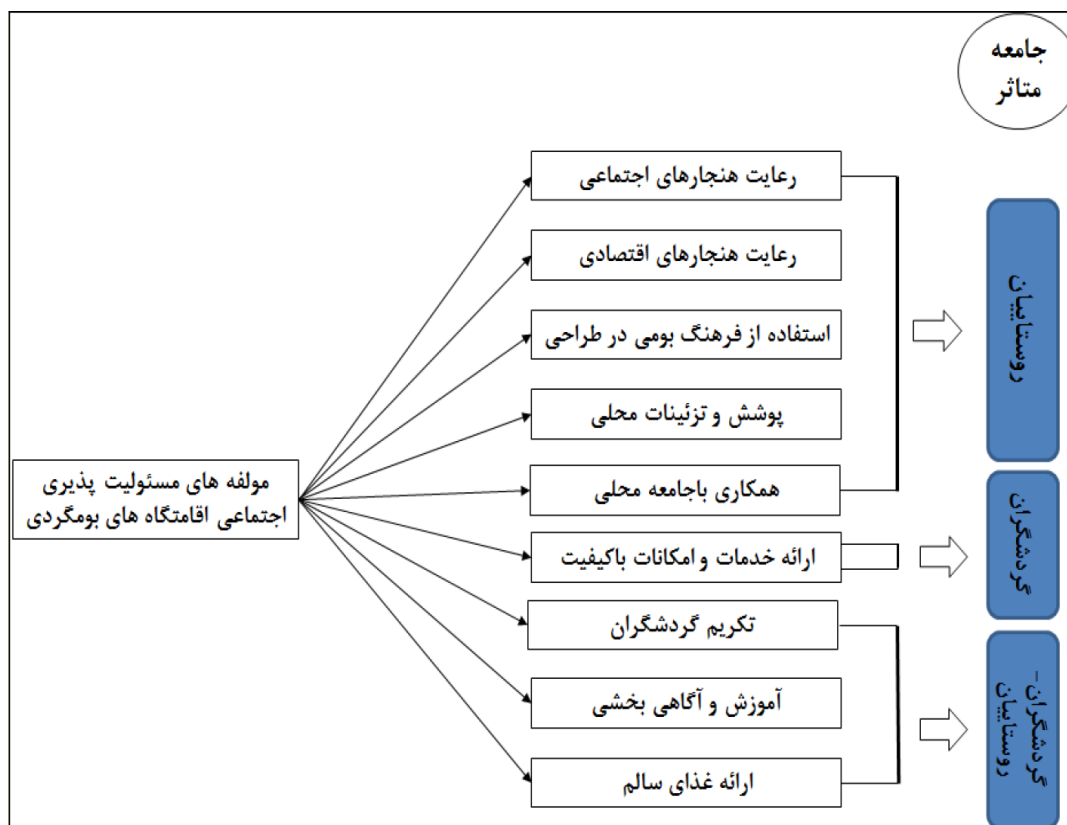 جامعه
متاثر
رعایت هنجارهای اجتماعی
رعایت هنجارهای اقتصادی
استفاده از فرهنگ بومی در طراحی
پوشش و تزئینات محلی
همکاری باجامعه محلی
ارائه خدمات و امکانات باکیفیت
تکریم گردشگران
آموزش و آگاهی بخشی
ارائه غذای سالم
مولفه های مسئولیت پذیری
اجتماعی اقامتگاه های بومگردی
روستاییان
گردشگران
گردشگران-
روستاییان